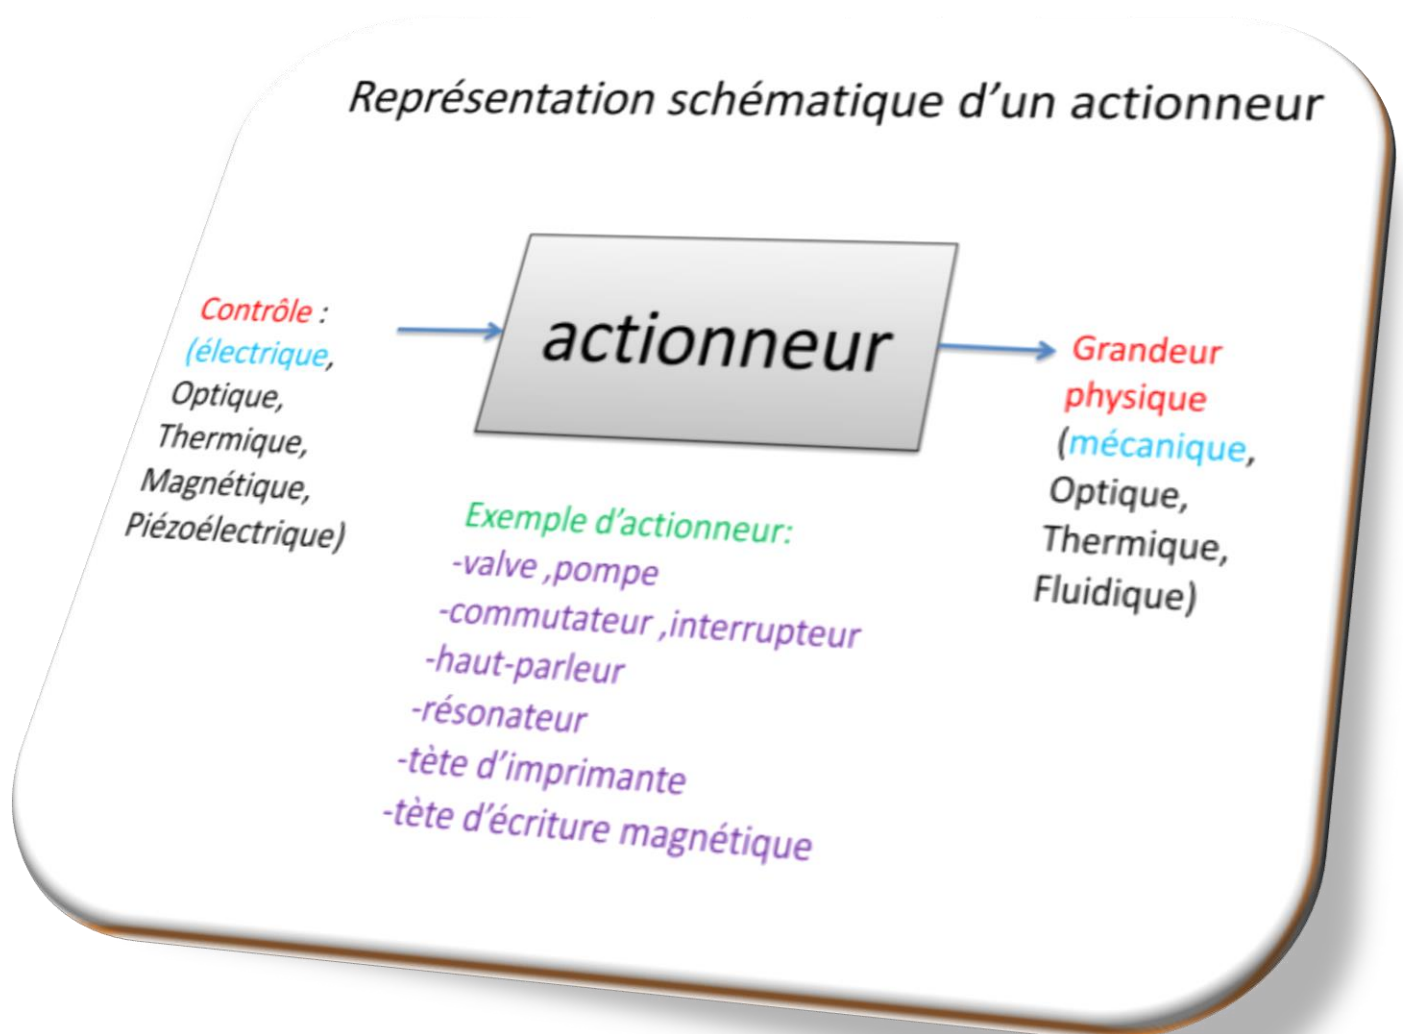 Représentation schématique d’un actionneur
Contrôle :
(électrique,
Optique,
Thermique,
Magnétique,
Piézoélectrique)
actionneur
Grandeur
physique
(mécanique,
Optique,
Thermique,
Fluidique)
Exemple d’actionneur:
-valve ,pompe
-commutateur ,interrupteur
-haut-parleur
-résonateur
-tète d’imprimante
-tète d’écriture magnétique